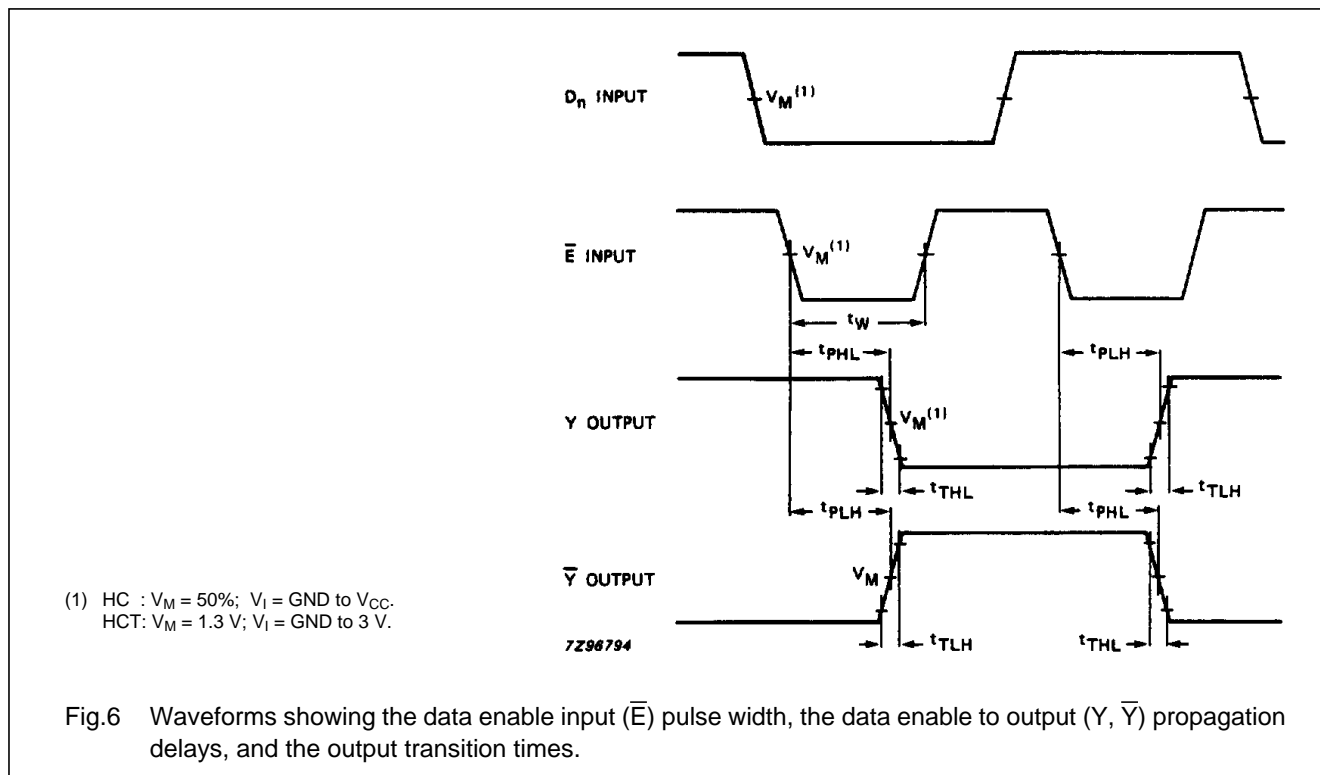 Dn INPUT
VM(1)
E̅ INPUT
VM(1)
tW
tPHL
tPLH
Y OUTPUT
VM(1)
tTHL
tTLH
tPLH
tPHL
Y̅ OUTPUT
VM
tTLH
tTHL
(1) HC : VM = 50%; VI = GND to VCC.
HCT: VM = 1.3 V; VI = GND to 3 V.
7Z96794
Fig.6 Waveforms showing the data enable input (E̅) pulse width, the data enable to output (Y, Y̅) propagation
delays, and the output transition times.